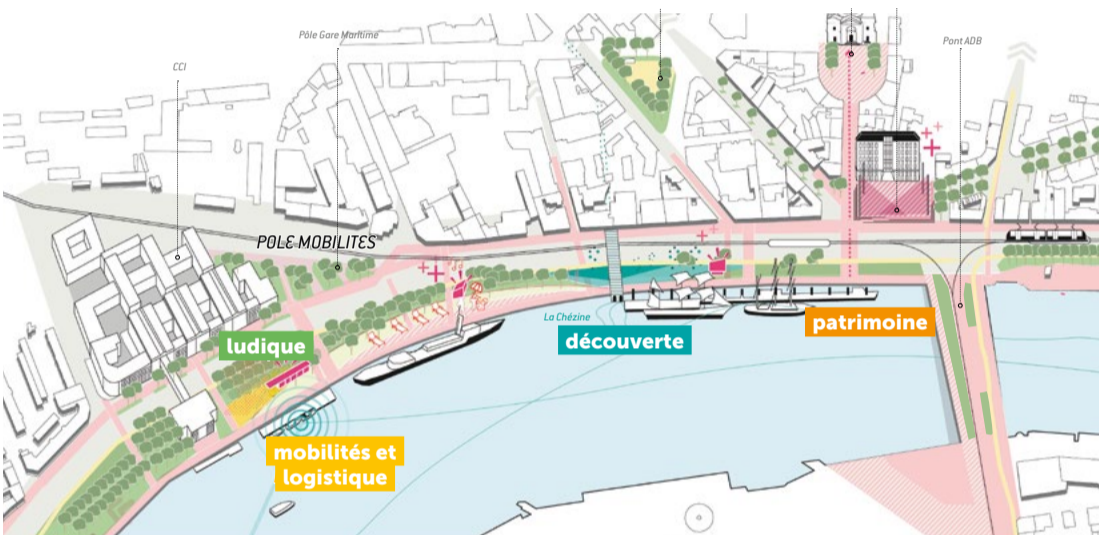 Pôle Gare Maritime
Pont ADB
CCI
POLE MOBILITES
La Chézine
découverte
patrimoine
ludique
mobilités et
logistique